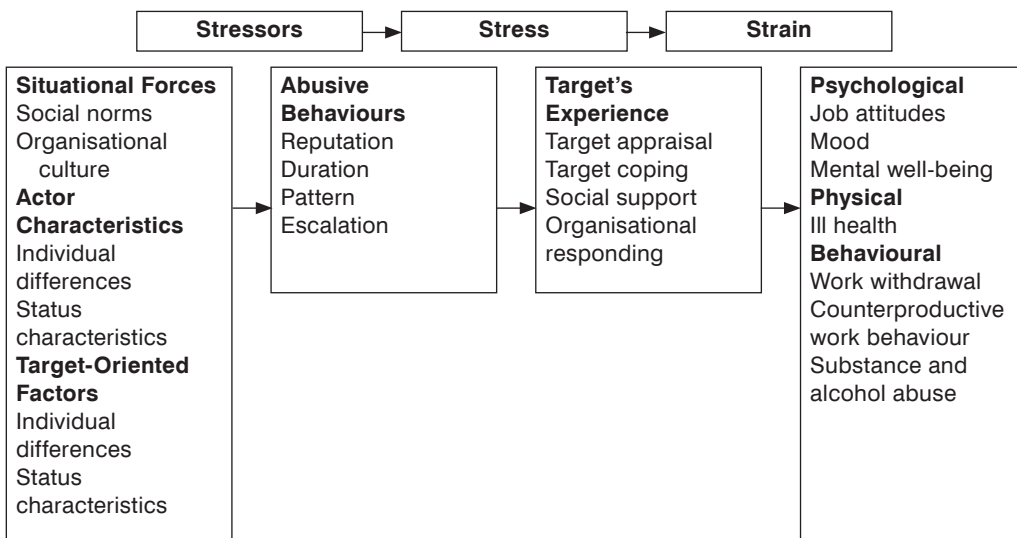 Stressors
Stress
Strain
Situational Forces
Social norms
Organisational
culture
Actor
Characteristics
Individual
differences
Status
characteristics
Target-Oriented
Factors
Individual
differences
Status
characteristics
Abusive
Behaviours
Reputation
Duration
Pattern
Escalation
Target's
Experience
Target appraisal
Target coping
Social support
Organisational
responding
Psychological
Job attitudes
Mood
Mental well-being
Physical
Ill health
Behavioural
Work withdrawal
Counterproductive
work behaviour
Substance and
alcohol abuse